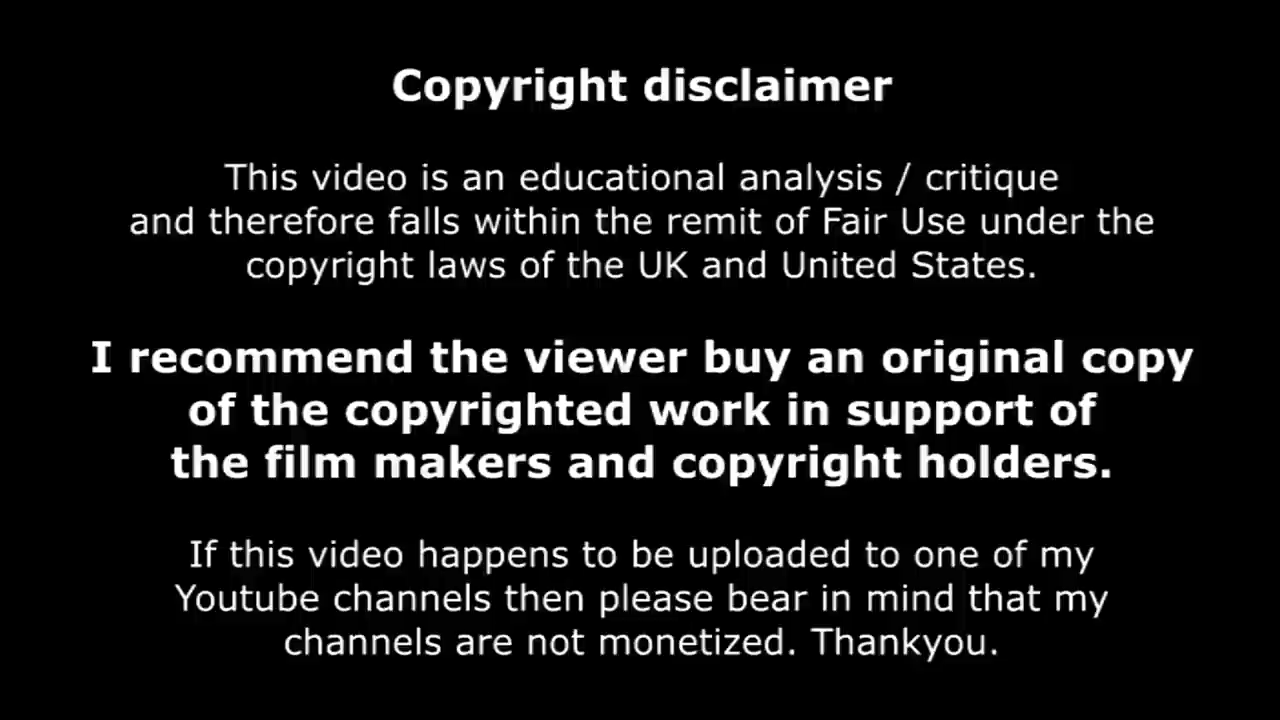 Copyright disclaimer
This video is an educational analysis / critique
and therefore falls within the remit of Fair Use under the
copyright laws of the UK and United States.
I recommend the viewer buy an original copy
of the copyrighted work in support of
the film makers and copyright holders.
If this video happens to be uploaded to one of my
Youtube channels then please bear in mind that my
channels are not monetized. Thankyou.